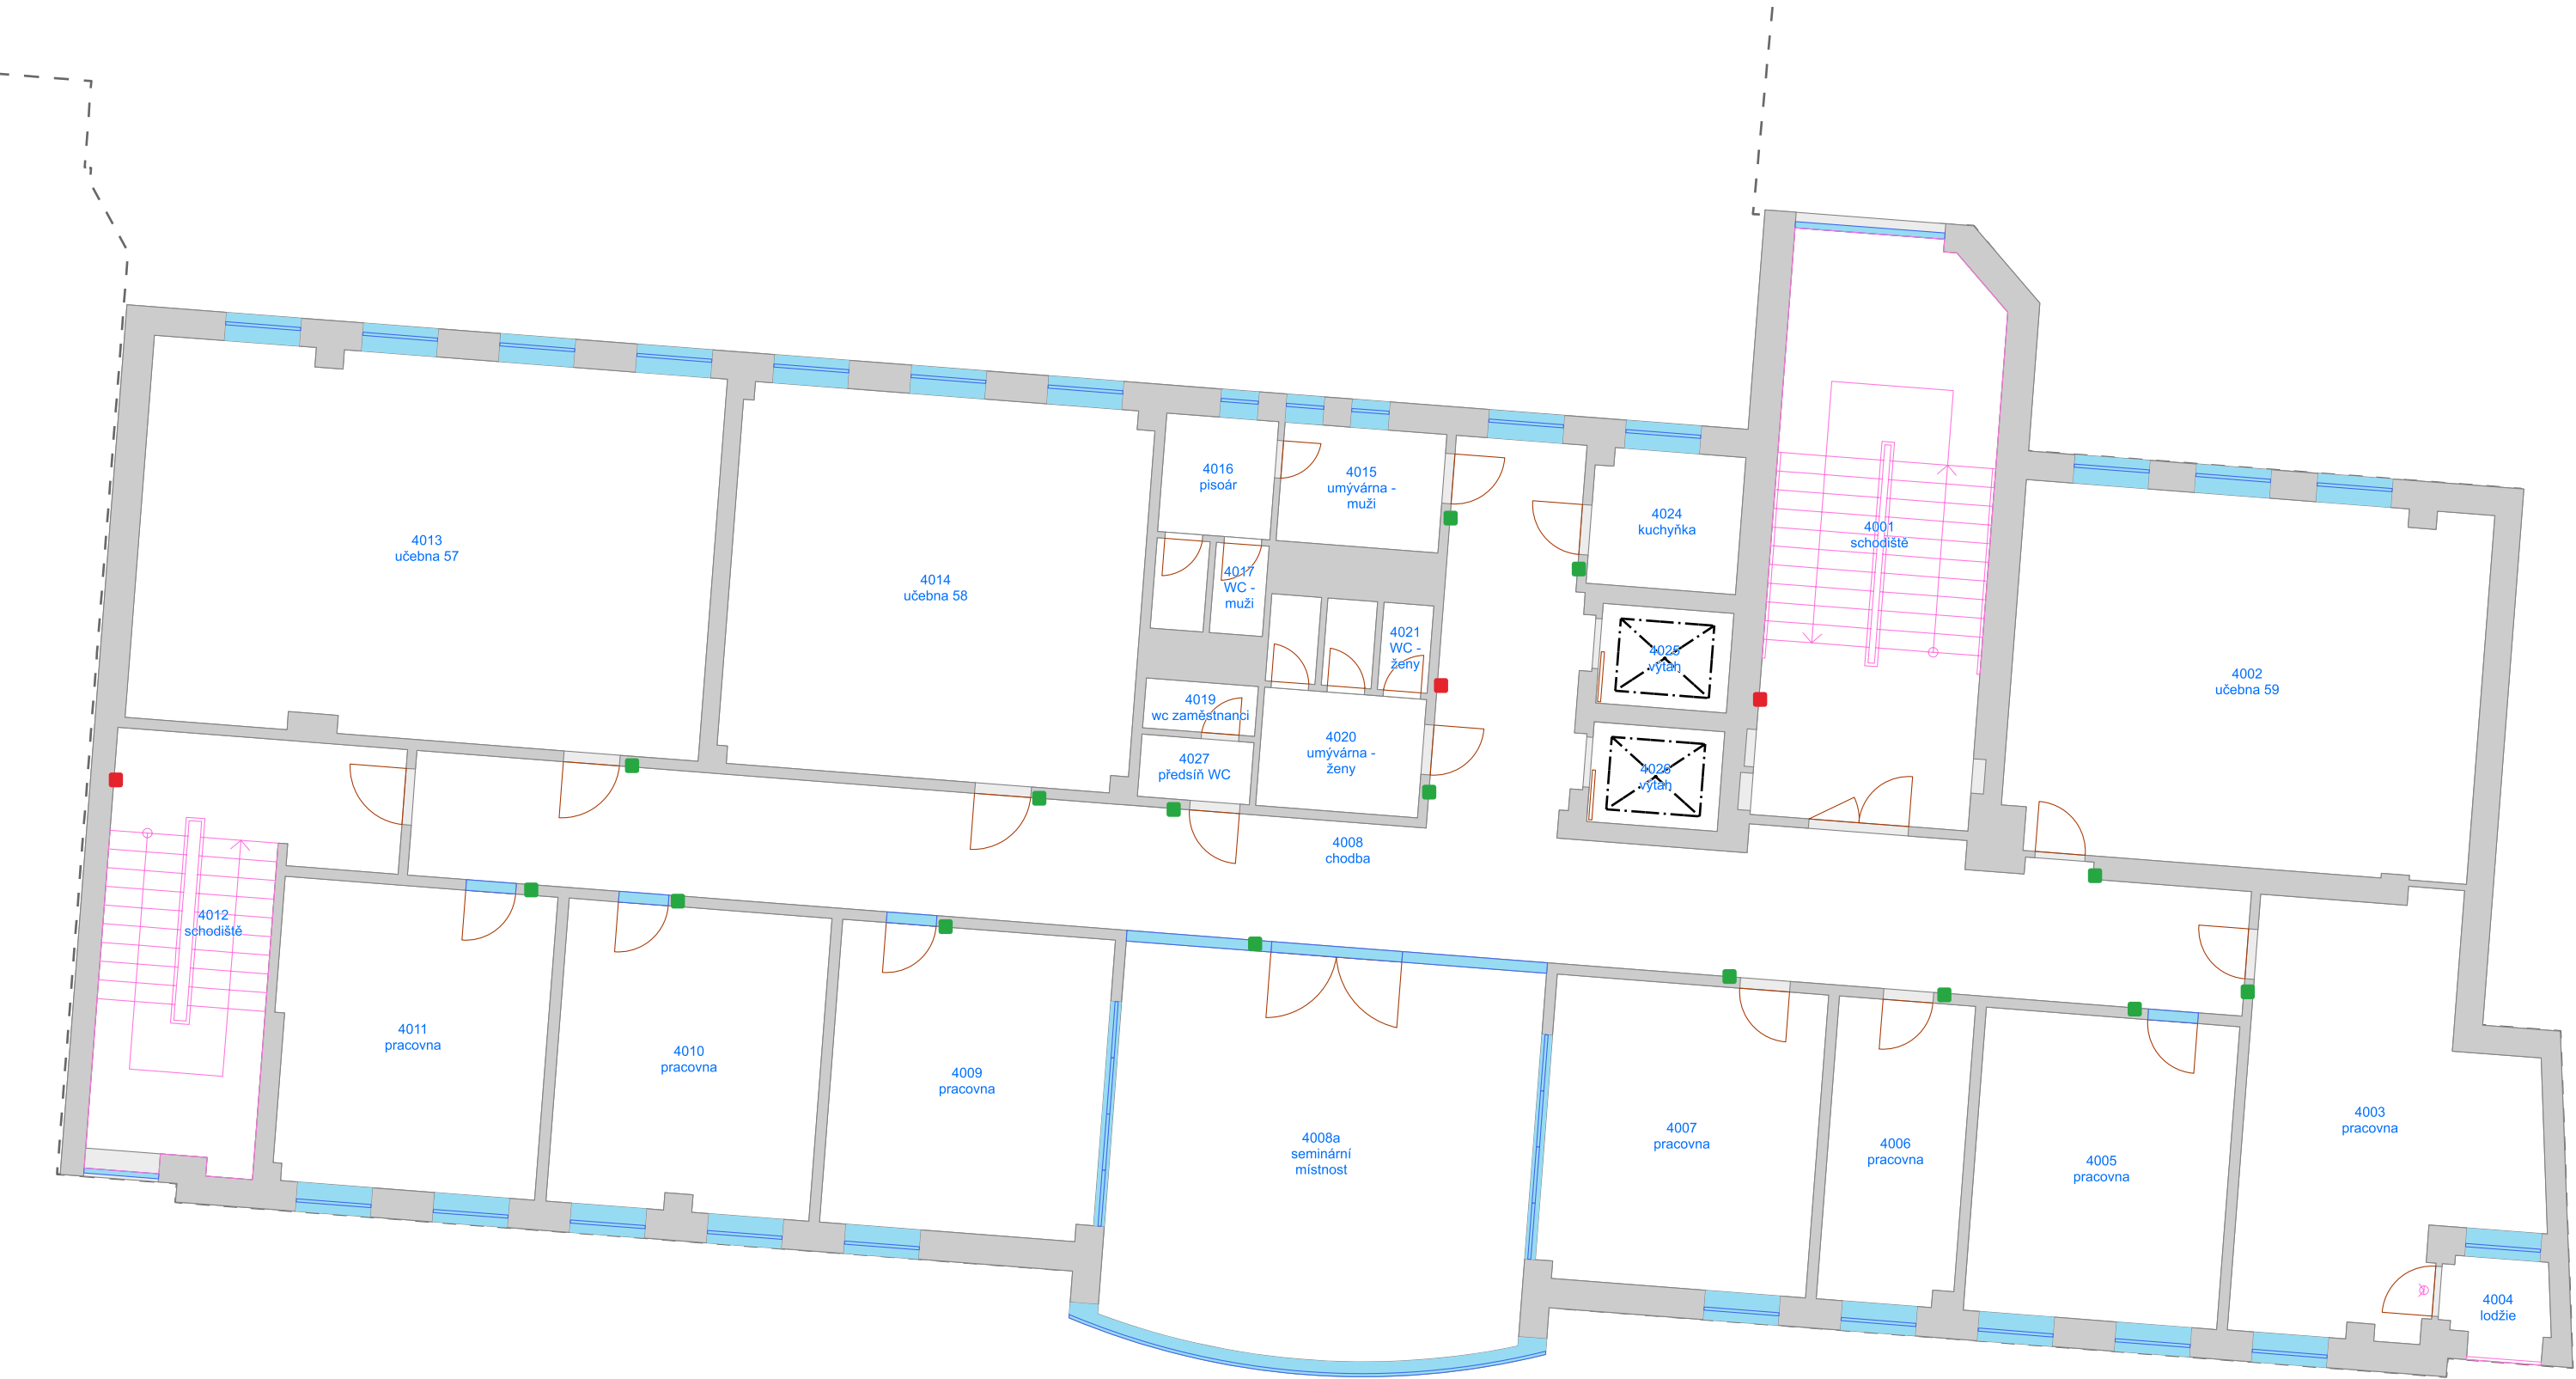 4016
pisoár
4015
umývárna -
muži
4024
kuchyňka
4001
schodiště
4013
učebna 57
4014
učebna 58
4017
WC -
muži
4021
WC -
ženy
4025
výtah
4002
učebna 59
4019
wc zaměstnanci
4020
umývárna -
ženy
4027
předsíň WC
4026
výtah
4008
chodba
4012
schodiště
4011
pracovna
4010
pracovna
4009
pracovna
4008a
seminární
místnost
4007
pracovna
4006
pracovna
4005
pracovna
4003
pracovna
4004
lodžie